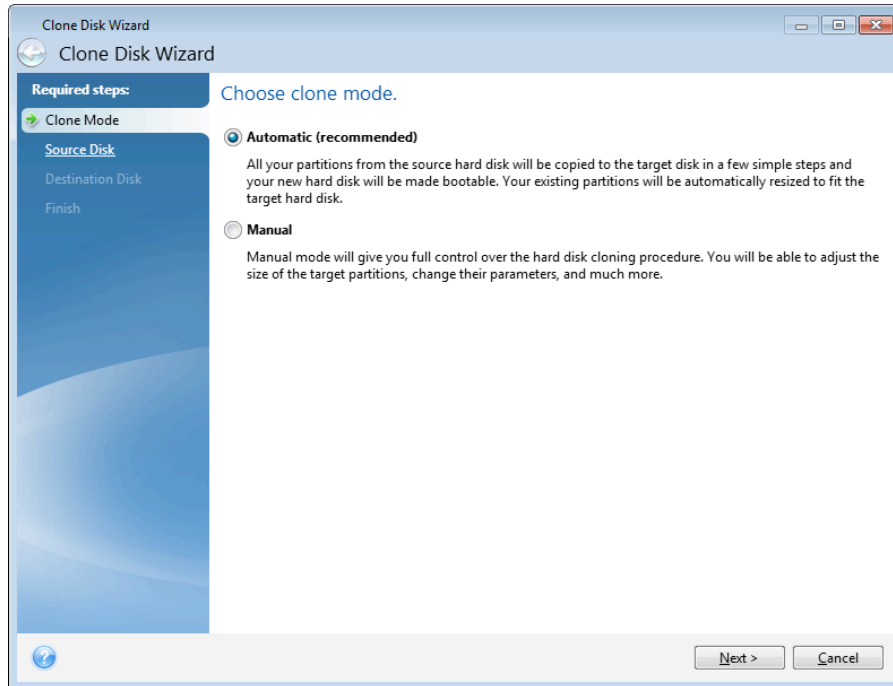 Clone Disk Wizard
Clone Disk Wizard
Required steps:
Clone Mode
Source Disk
Destination Disk
Finish
Choose clone mode.
Automatic (recommended)
All your partitions from the source hard disk will be copied to the target disk in a few simple steps and
your new hard disk will be made bootable. Your existing partitions will be automatically resized to fit the
target hard disk.
Manual
Manual mode will give you full control over the hard disk cloning procedure. You will be able to adjust the
size of the target partitions, change their parameters, and much more.
?
Next >
Cancel